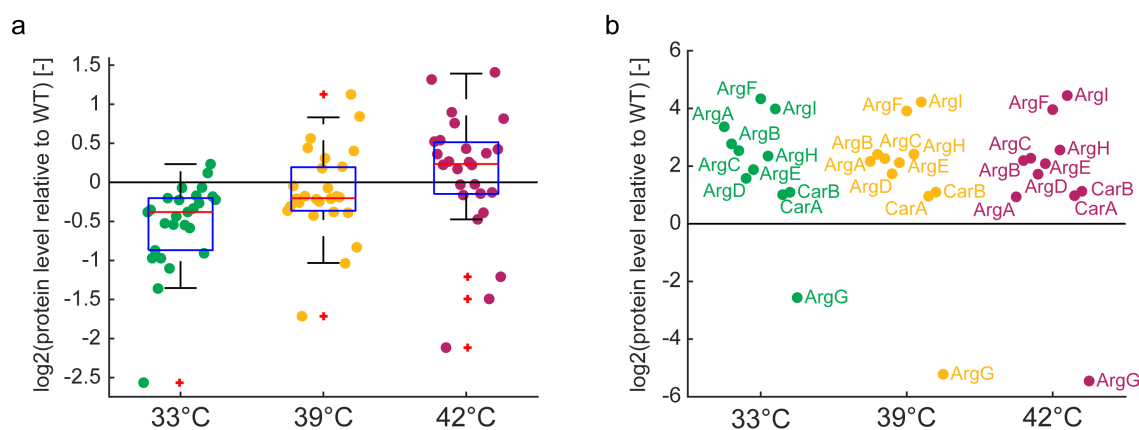 a
log2(protein level relative to WT) [-]
1.5
1
0.5
0
-0.5
-1
-1.5
-2
-2.5
33°C
39°C
42°C
b
log2(protein level relative to WT) [-]
6
4
2
0
-2
-4
-6
ArgF
ArgI
ArgA
ArgB
ArgH
ArgC
ArgE
ArgD
CarB
CarA
ArgG
ArgF
ArgI
ArgB
ArgC
ArgH
ArgA
ArgE
ArgD
CarB
CarA
ArgG
ArgF
ArgI
ArgC
ArgH
ArgB
ArgE
ArgD
CarB
ArgA
CarA
ArgG
33°C
39°C
42°C